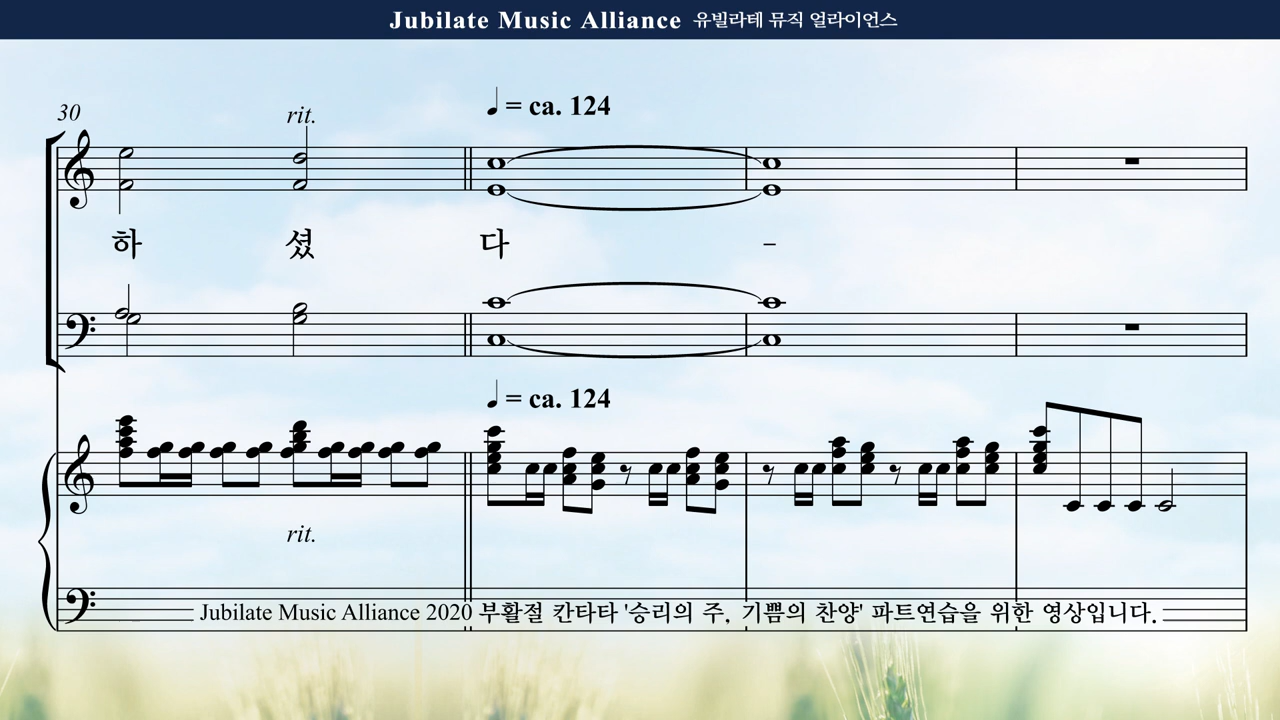 Jubilate Music Alliance 유빌라테 뮤직 얼라이언스
♩ = ca. 124
30
rit.
하 셨 다 -
♩ = ca. 124
rit.
Jubilate Music Alliance 2020 부활절 칸타타 '승리의 주, 기쁨의 찬양' 파트연습을 위한 영상입니다.